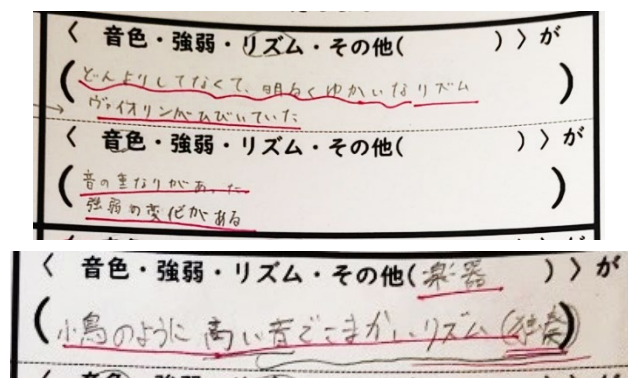 〈 音色・強弱・リズム・その他( ) 〉が
(どんよりしてなくて、明るくゆかいなリズム
ヴァイオリンがひびいていた)
〈 音色・強弱・リズム・その他( ) 〉が
(音の重なりがあった
強弱の変化がある)
〈 音色・強弱・リズム・その他(楽器) 〉が
(小鳥のように高い音でこまかいリズム(独奏))